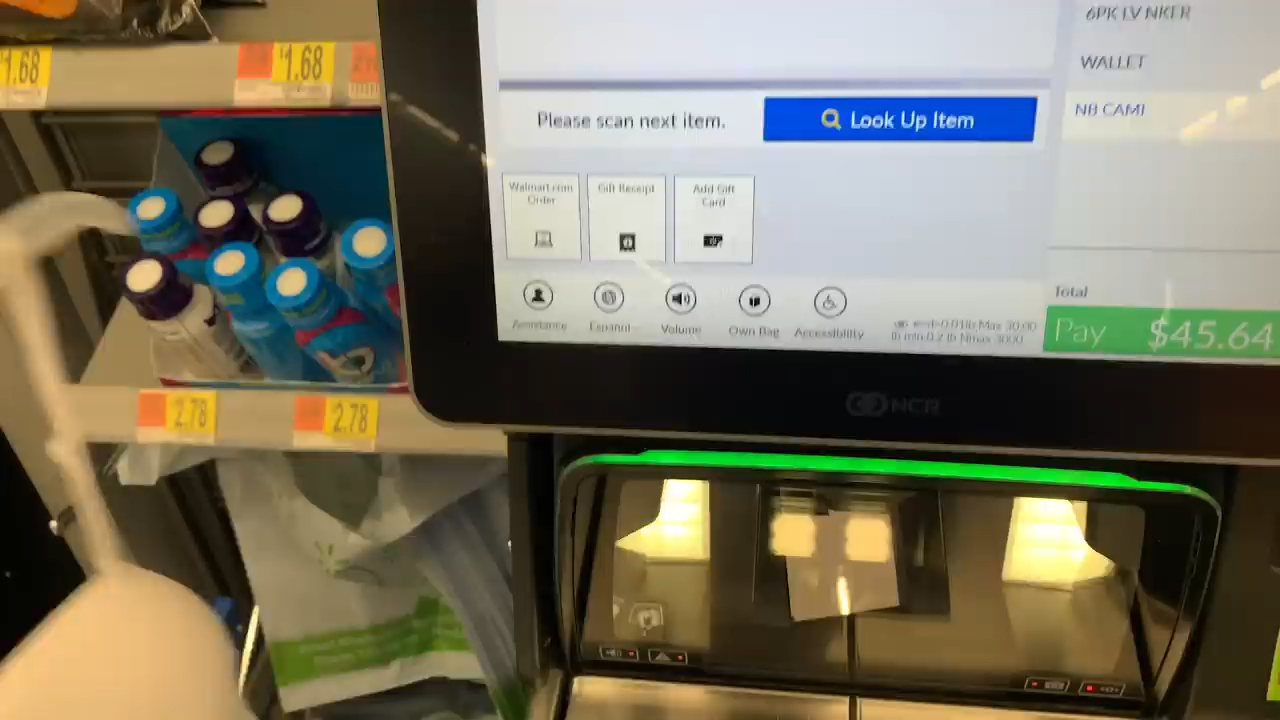 $1.68
$1.68
2.78
2.78
6PK LV NKER
WALLET
NB CAMI
Please scan next item.
Look Up Item
Walmart.com
Order
Gift Receipt
Add Gift
Card
Assistance
Español
Volume
Own Bag
Accessibility
Total
Pay $45.64
NCR